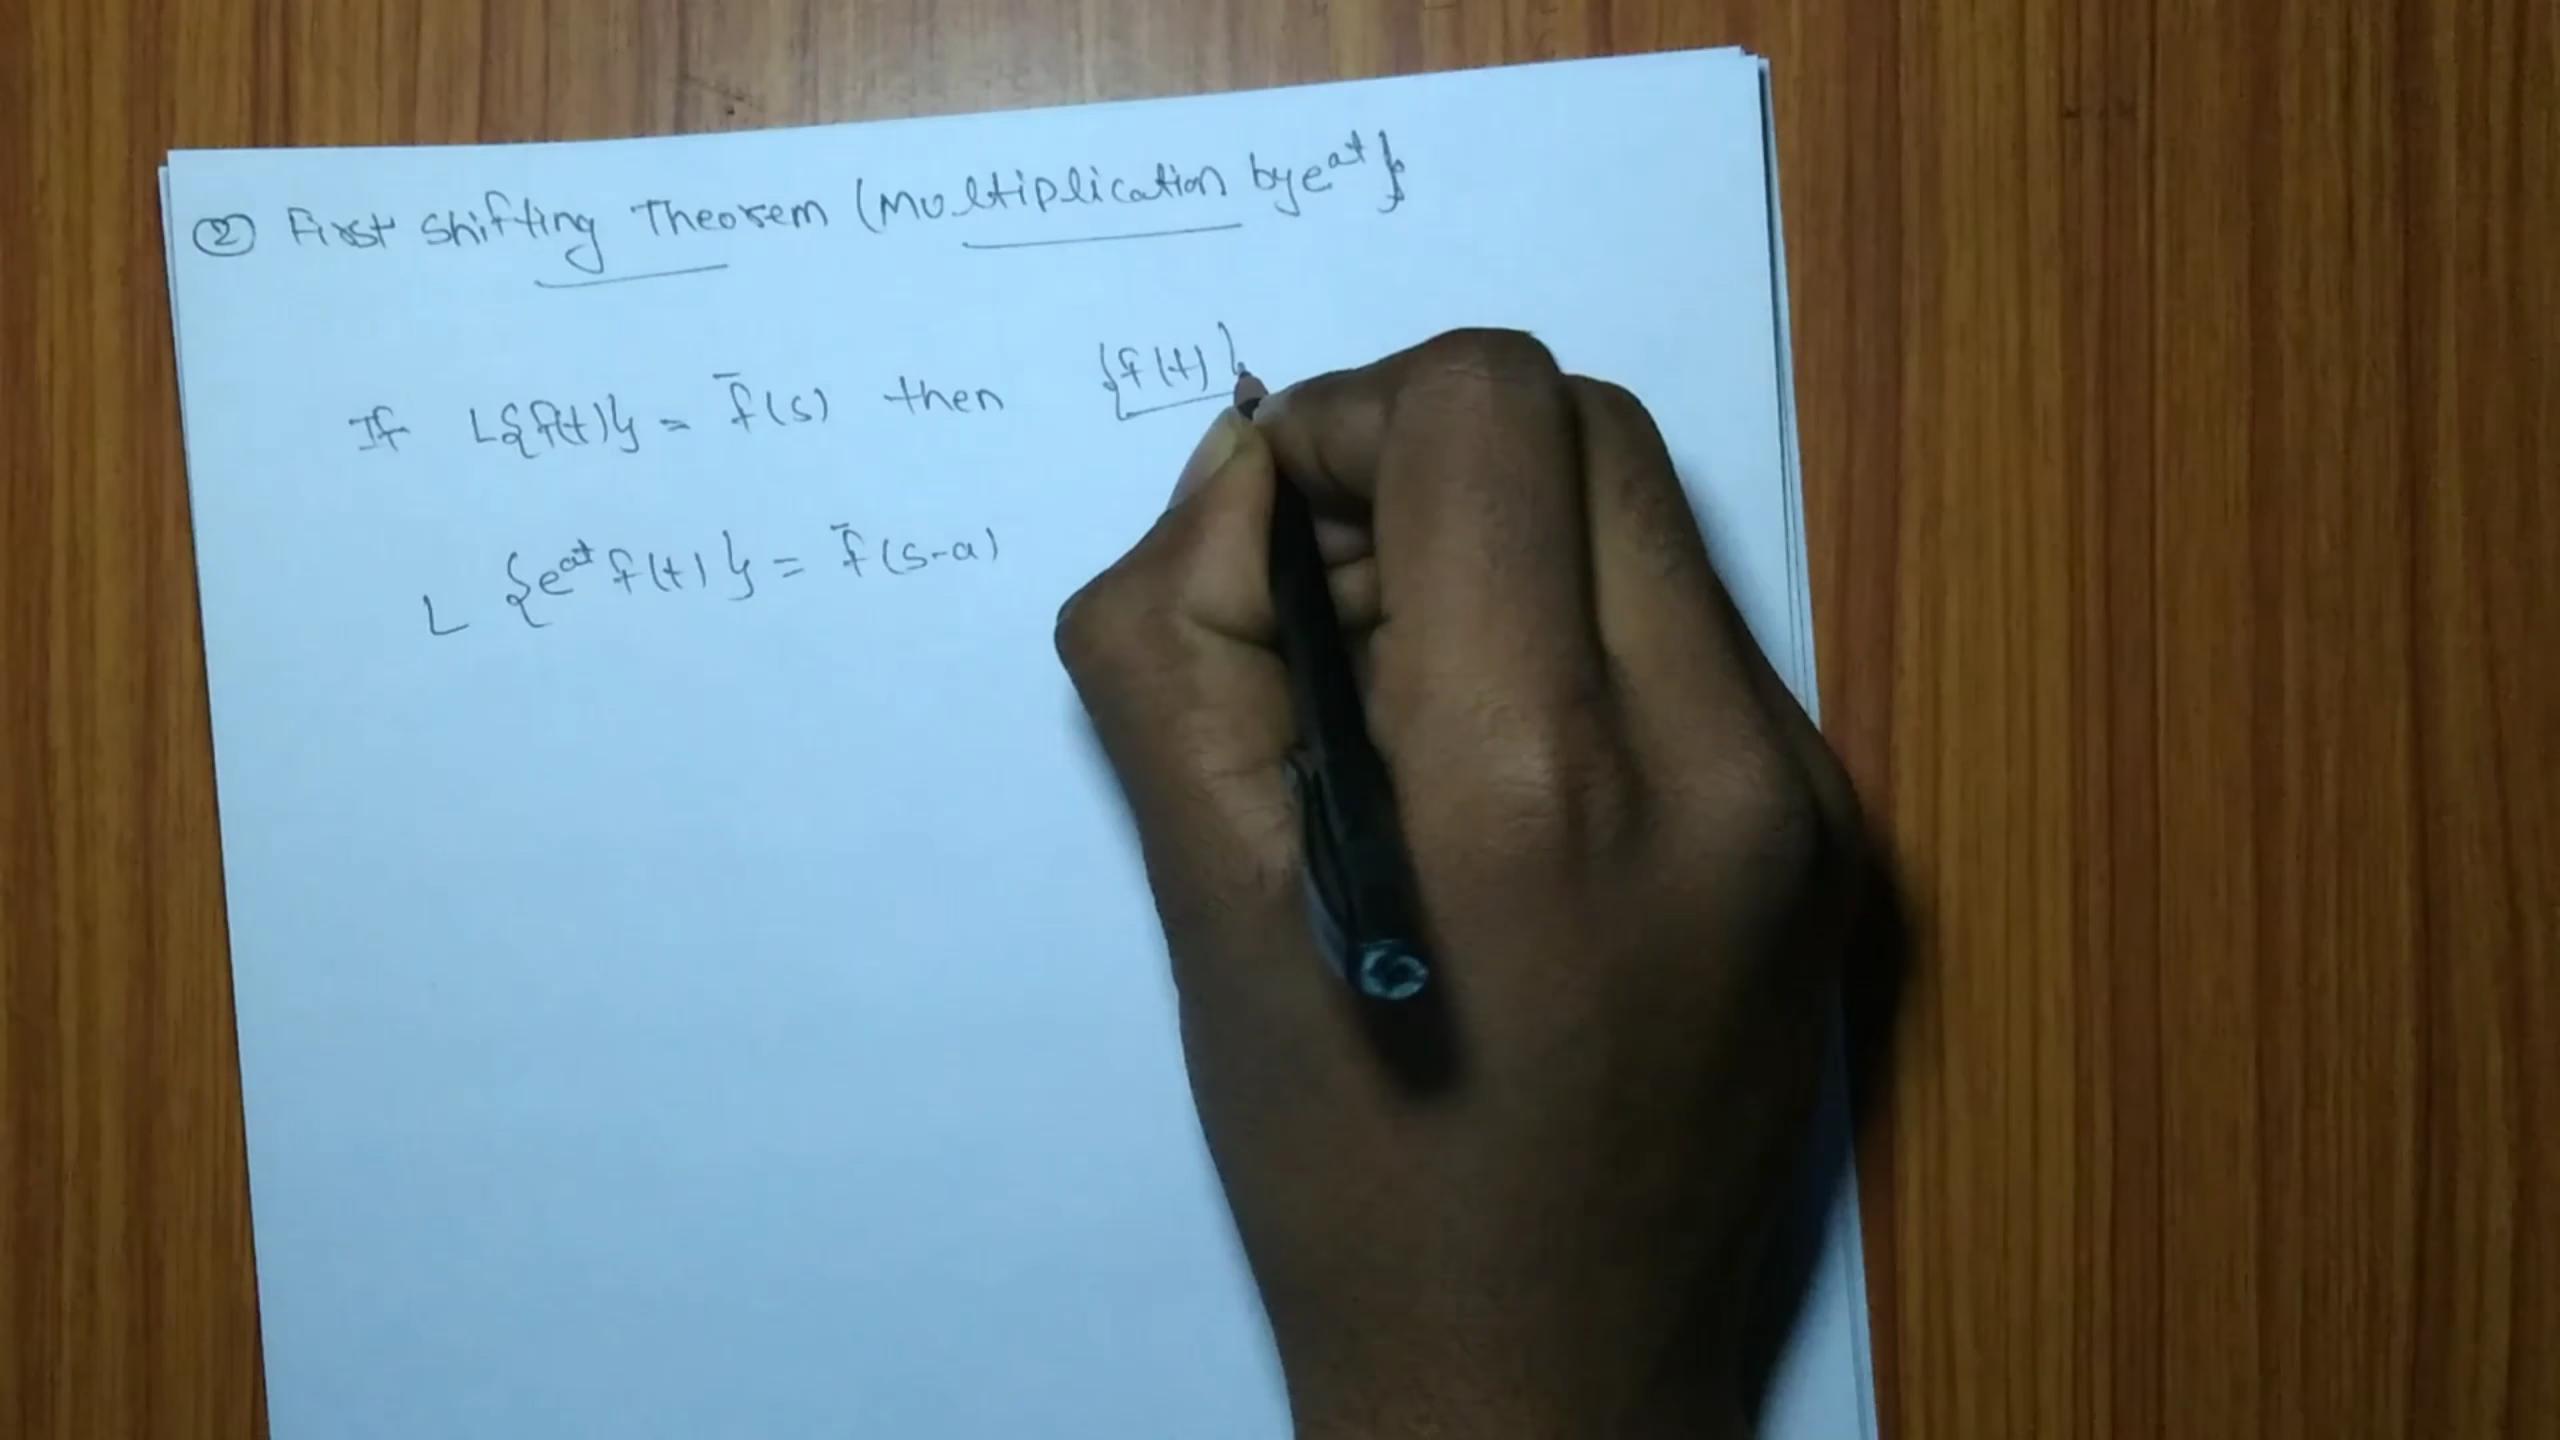 ② First Shifting Theorem (Multiplication by e^at}
If L{f(t)} = f̄(s) then {f(t)}
L {e^at f(t)} = f̄(s-a)